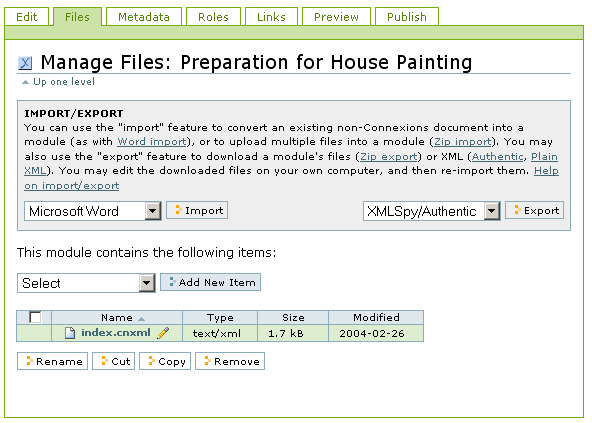 Edit Files Metadata Roles Links Preview Publish
Manage Files: Preparation for House Painting
Up one level
IMPORT/EXPORT
You can use the "import" feature to convert an existing non-Connexions document into a
module (as with Word import), or to upload multiple files into a module (Zip import). You may
also use the "export" feature to download a module's files (Zip export) or XML (Authentic, Plain
XML). You may edit the downloaded files on your own computer, and then re-import them. Help
on import/export
Microsoft Word Import XMLSpy/Authentic Export
This module contains the following items:
Select Add New Item
Name Type Size Modified
index.cnxml text/xml 1.7 kB 2004-02-26
Rename Cut Copy Remove